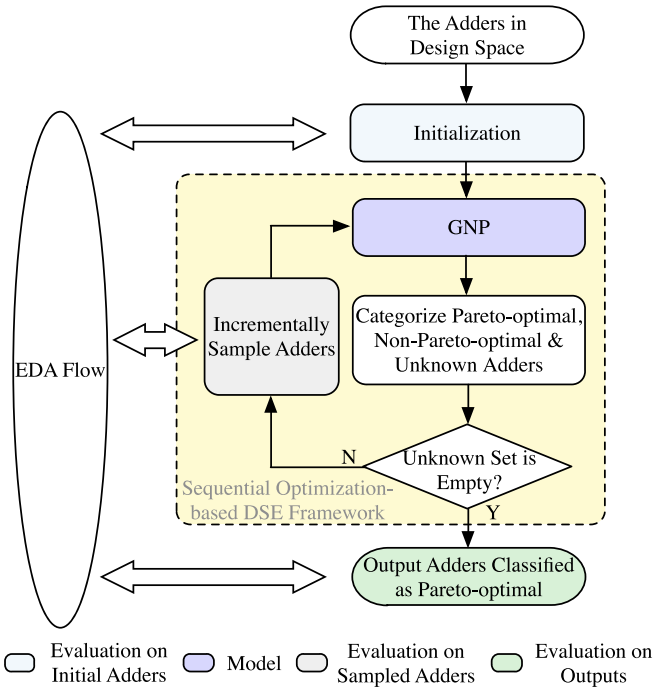 The Adders in
Design Space
Initialization
GNP
Incrementally
Sample Adders
Categorize Pareto-optimal,
Non-Pareto-optimal &
Unknown Adders
EDA Flow
Unknown Set is
Empty?
N
Y
Sequential Optimization-
based DSE Framework
Output Adders Classified
as Pareto-optimal
Evaluation on
Initial Adders
Model
Evaluation on
Sampled Adders
Evaluation on
Outputs